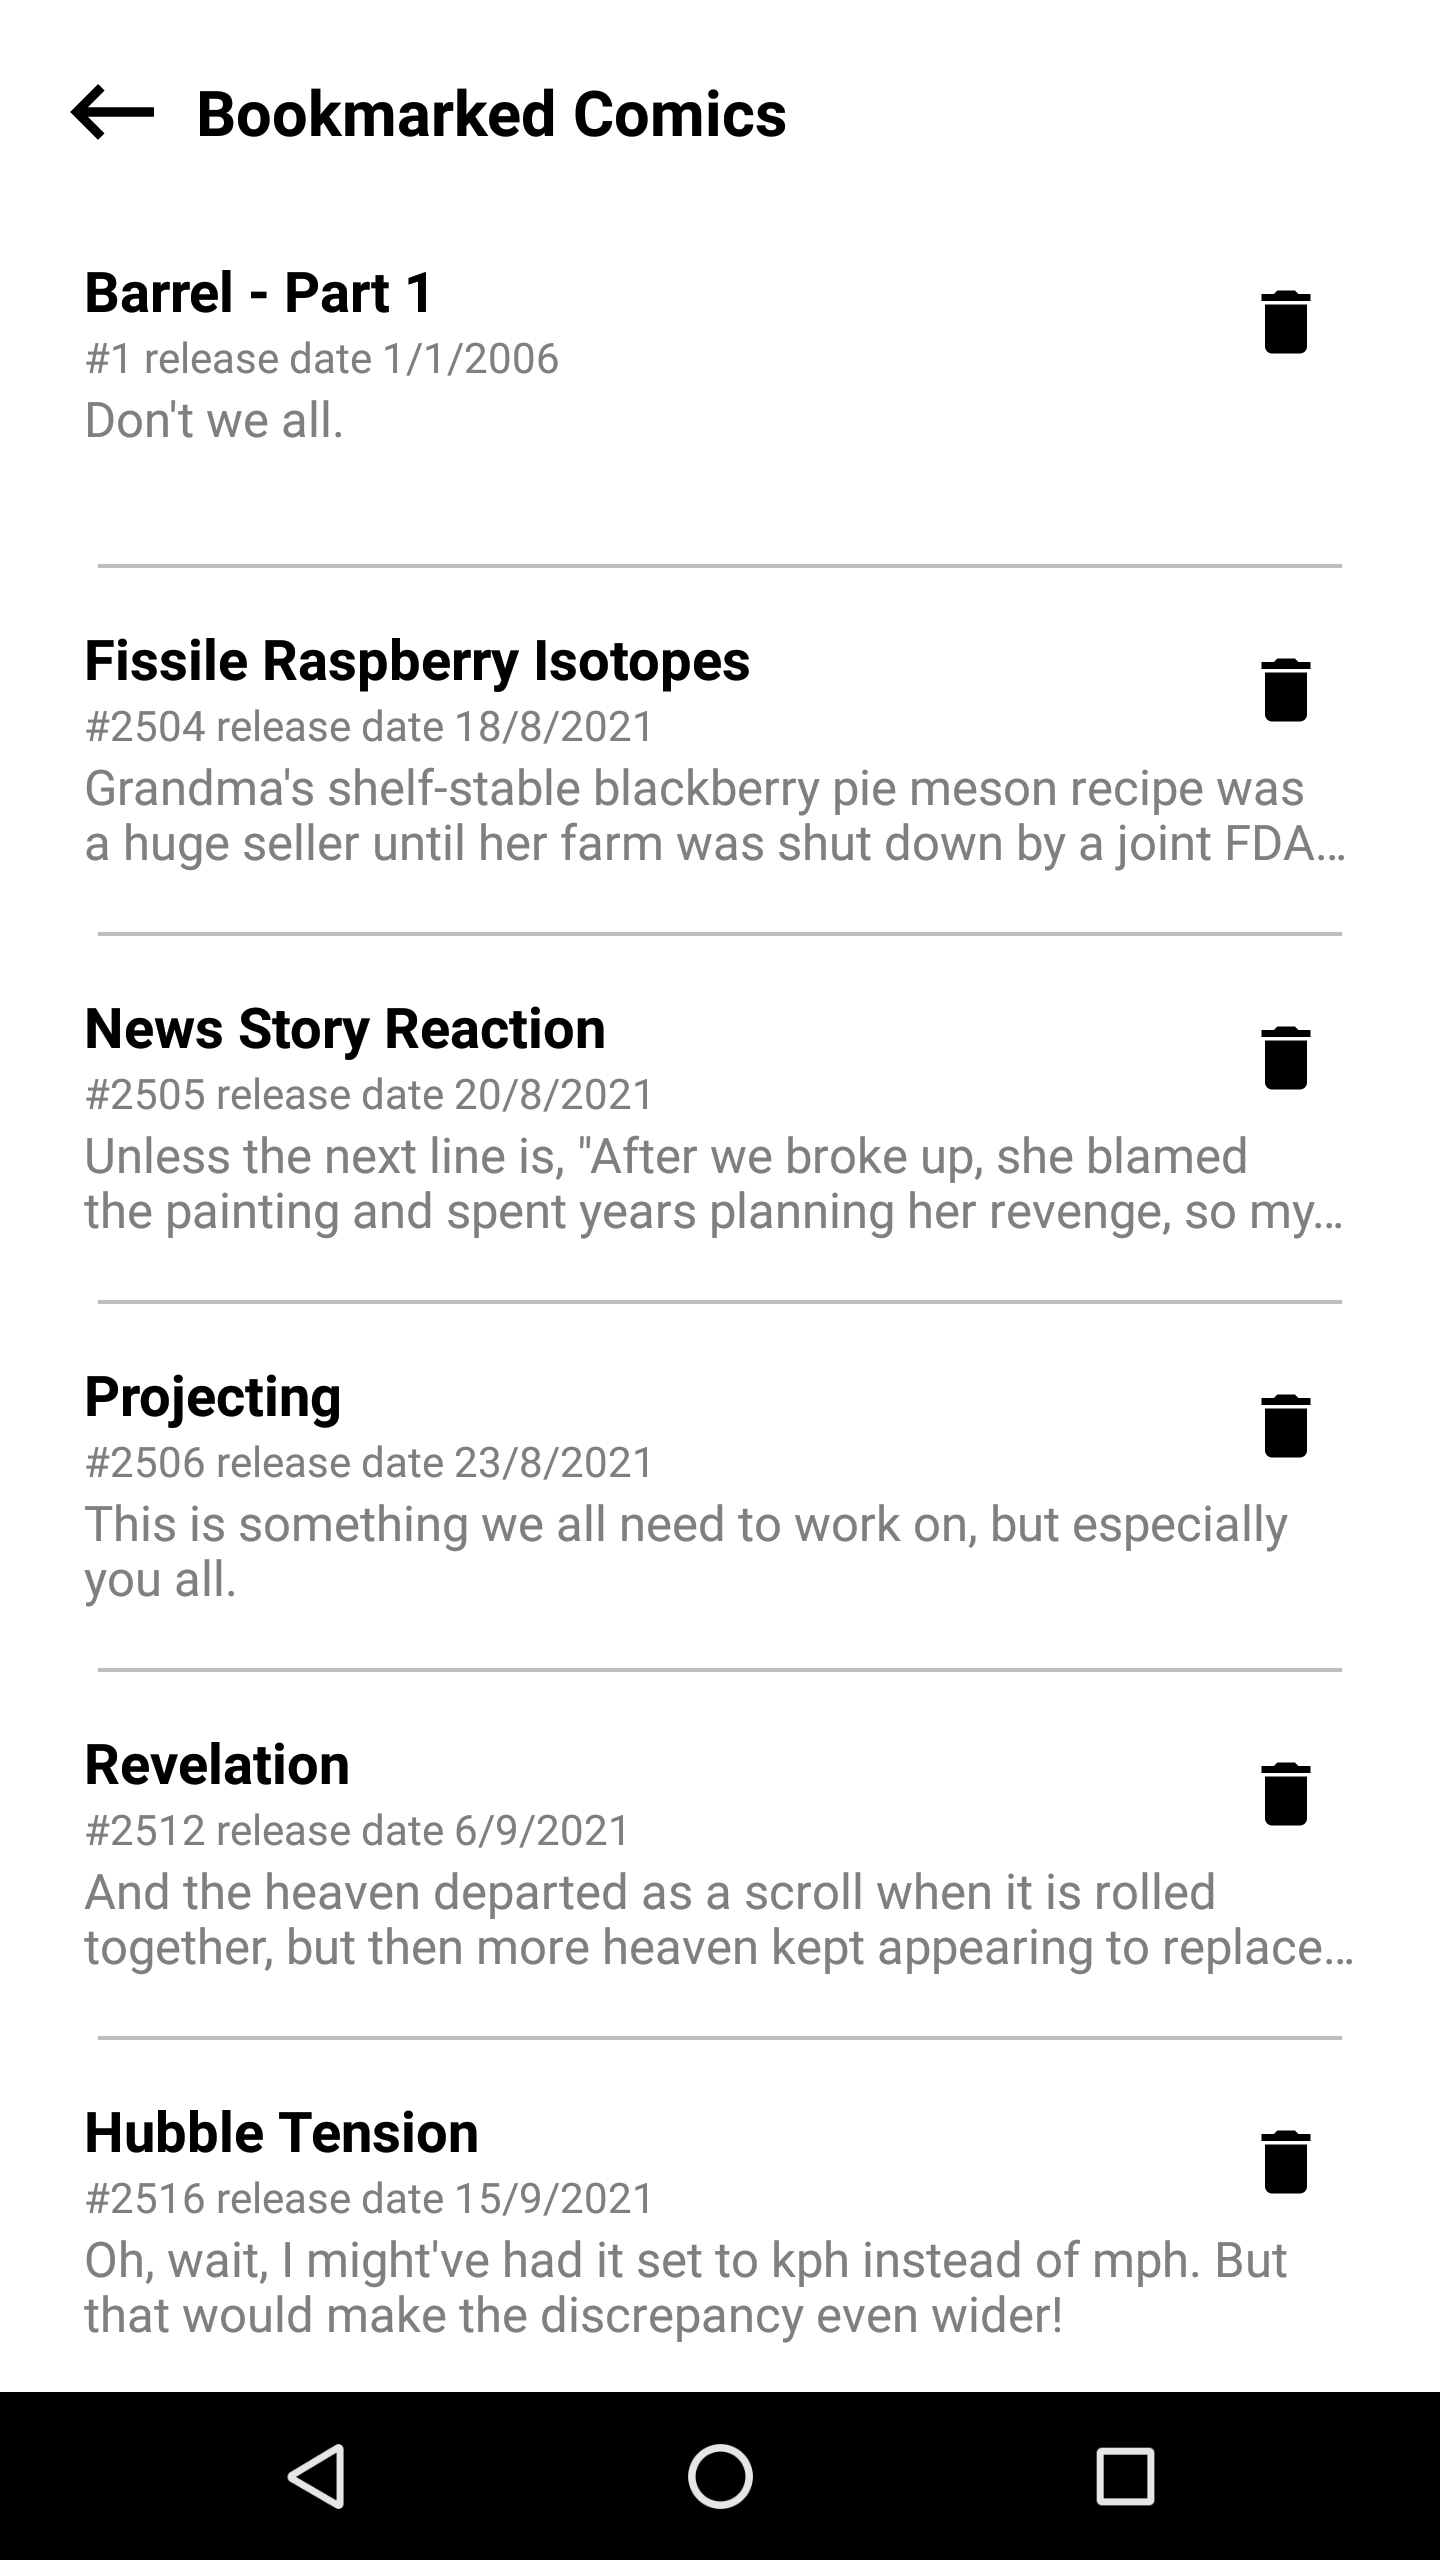 Bookmarked Comics
Barrel - Part 1
#1 release date 1/1/2006
Don't we all.
Fissile Raspberry Isotopes
#2504 release date 18/8/2021
Grandma's shelf-stable blackberry pie meson recipe was
a huge seller until her farm was shut down by a joint FDA…
News Story Reaction
#2505 release date 20/8/2021
Unless the next line is, "After we broke up, she blamed
the painting and spent years planning her revenge, so my…
Projecting
#2506 release date 23/8/2021
This is something we all need to work on, but especially
you all.
Revelation
#2512 release date 6/9/2021
And the heaven departed as a scroll when it is rolled
together, but then more heaven kept appearing to replace…
Hubble Tension
#2516 release date 15/9/2021
Oh, wait, I might've had it set to kph instead of mph. But
that would make the discrepancy even wider!